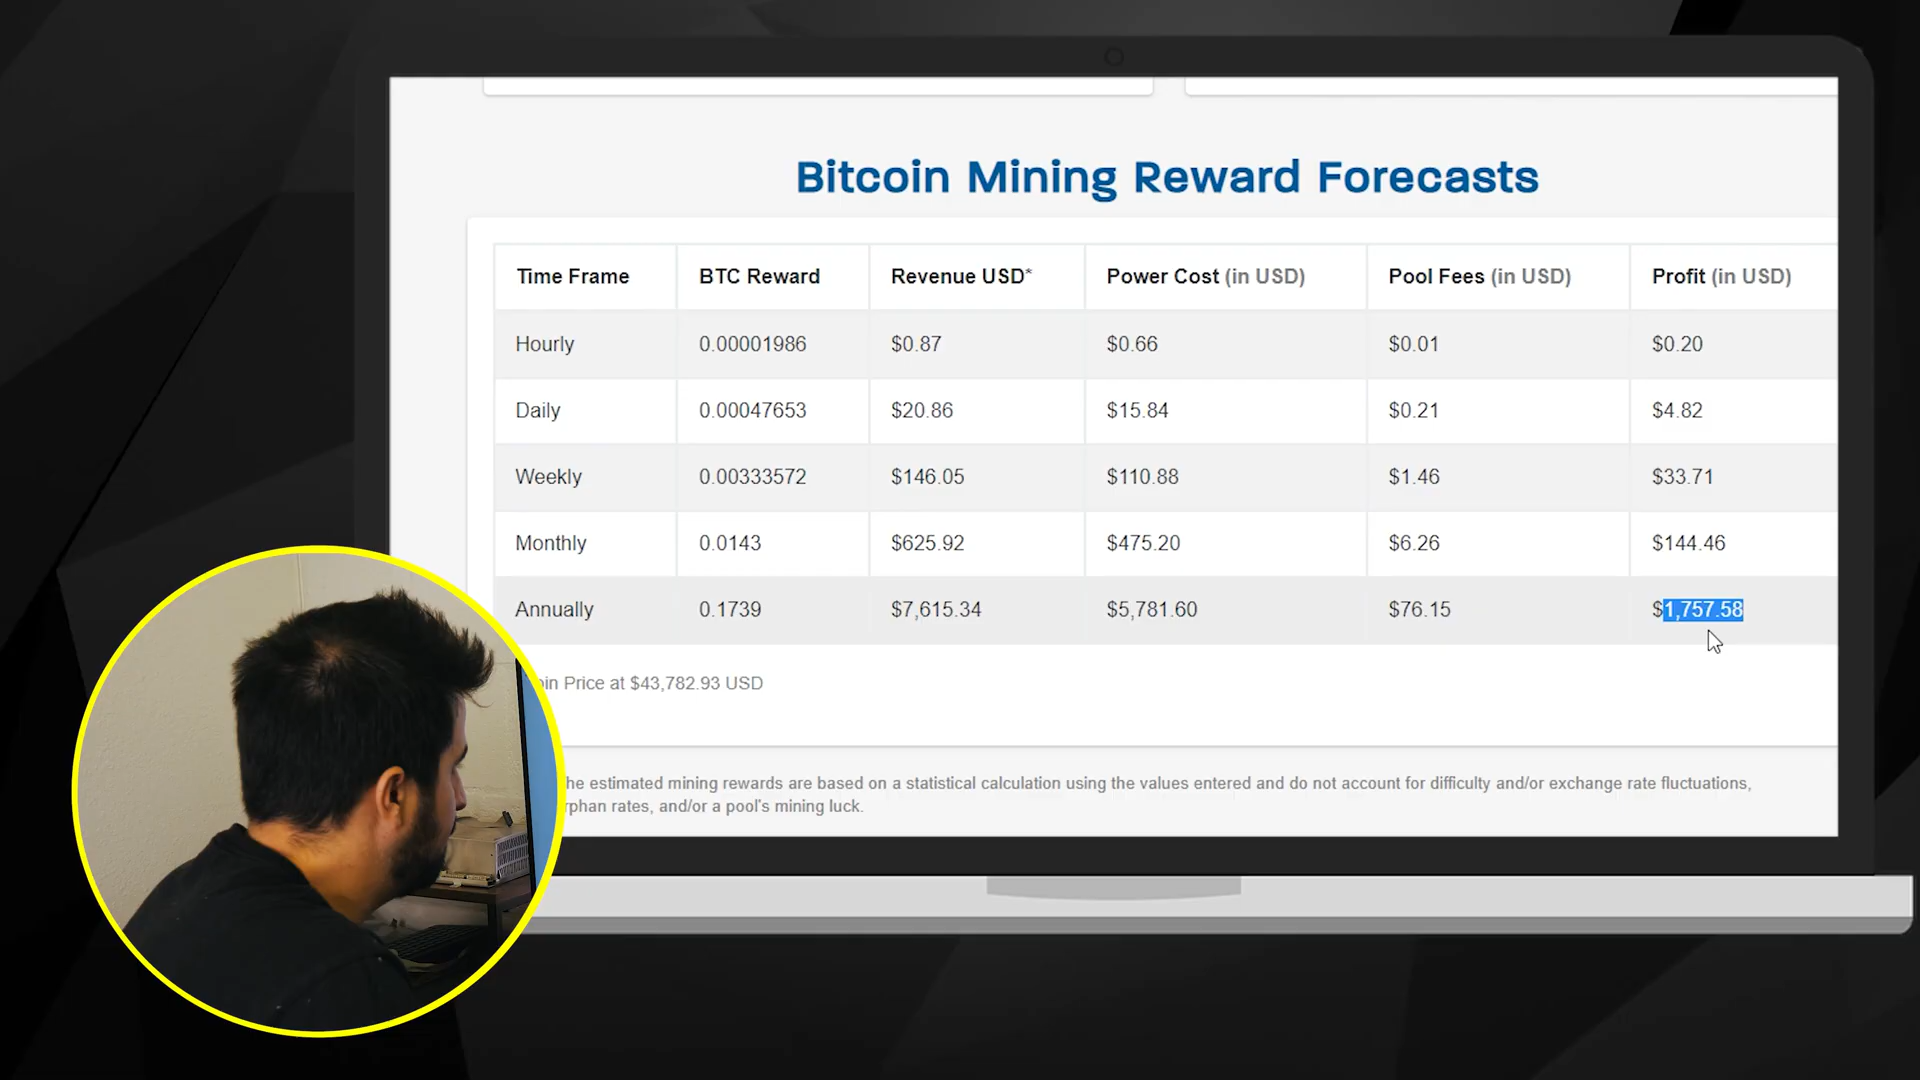 Bitcoin Mining Reward Forecasts
Time Frame BTC Reward Revenue USD* Power Cost (in USD) Pool Fees (in USD) Profit (in USD)
Hourly 0.00001986 $0.87 $0.66 $0.01 $0.20
Daily 0.00047653 $20.86 $15.84 $0.21 $4.82
Weekly 0.00333572 $146.05 $110.88 $1.46 $33.71
Monthly 0.0143 $625.92 $475.20 $6.26 $144.46
Annually 0.1739 $7,615.34 $5,781.60 $76.15 $1,757.58
Price at $43,782.93 USD
estimated mining rewards are based on a statistical calculation using the values entered and do not account for difficulty and/or exchange rate fluctuations,
rates, and/or a pool's mining luck.